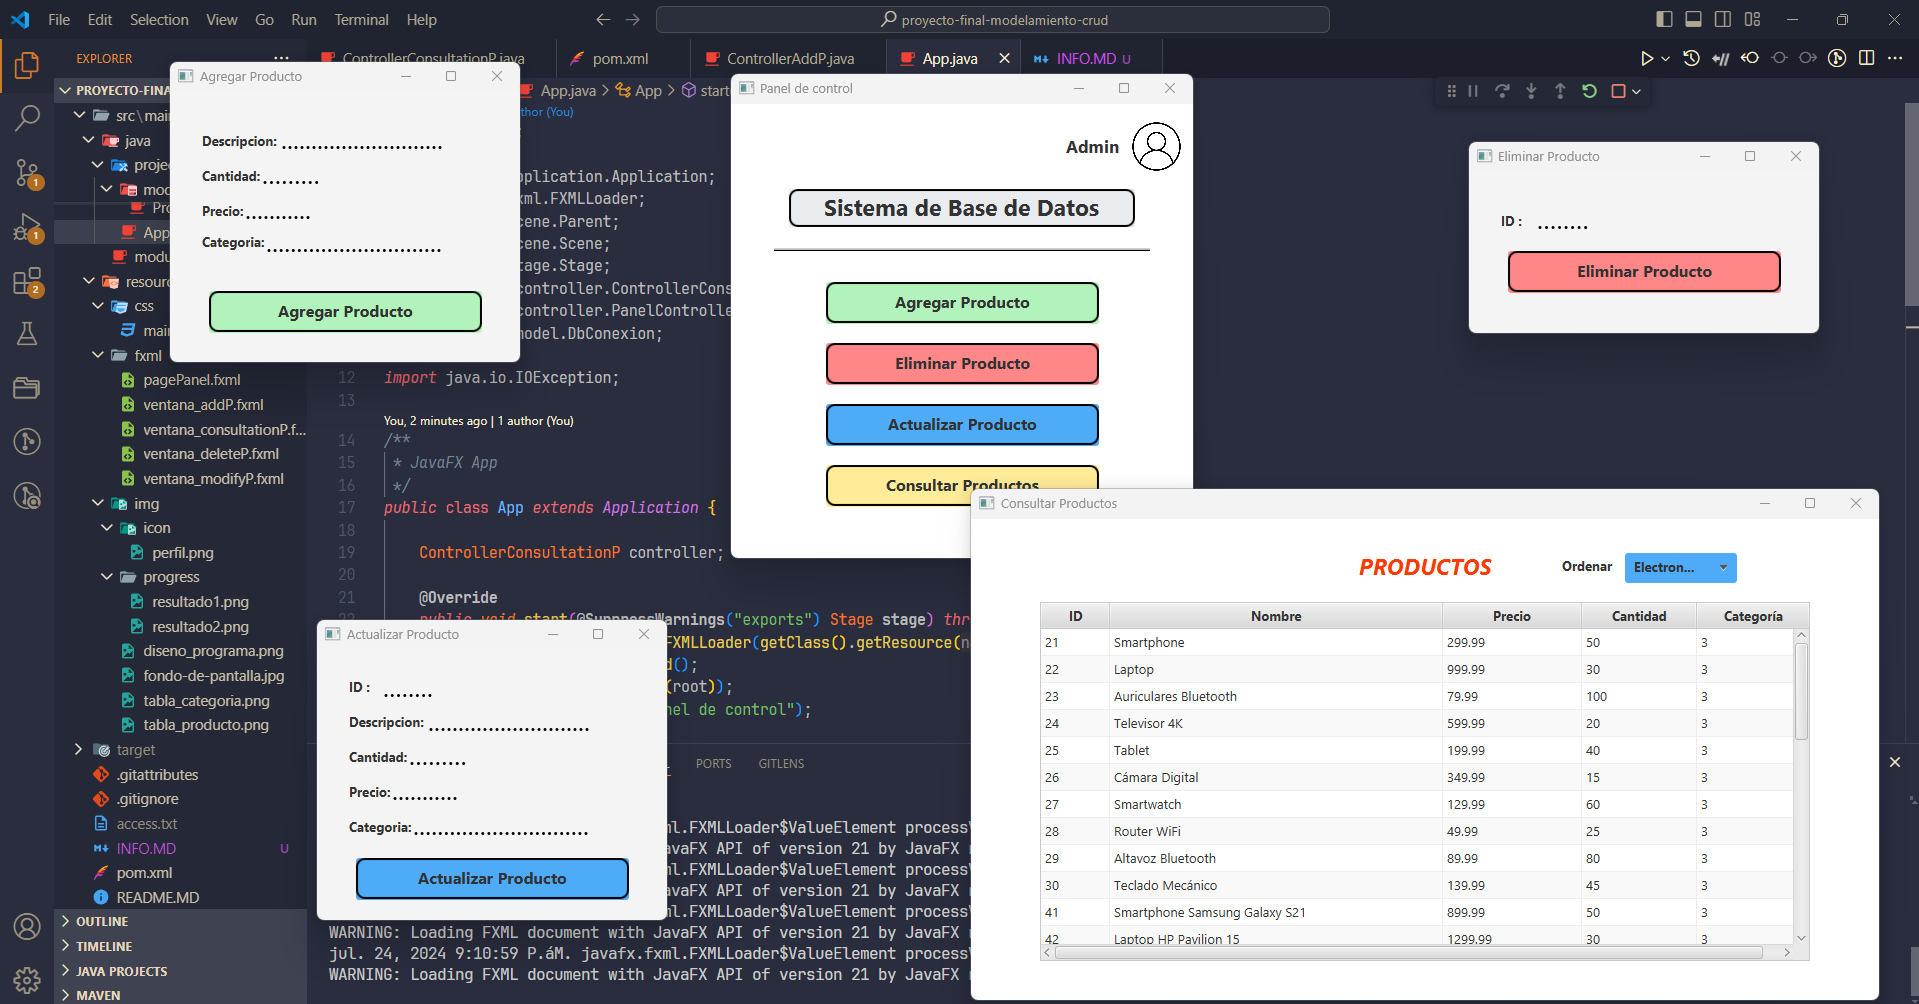 File Edit Selection View Go Run Terminal Help
proyecto-final-modelamiento-crud
EXPLORER
ControllerConsultationP.java
pom.xml
ControllerAddP.java
App.java
INFO.MD U
PROYECTO-FINA
src\mai
java
proje
mod
Pro
App
modu
resour
css
main
fxml
pagePanel.fxml
ventana_addP.fxml
ventana_consultationP.f...
ventana_deleteP.fxml
ventana_modifyP.fxml
img
icon
perfil.png
progress
resultado1.png
resultado2.png
diseno_programa.png
fondo-de-pantalla.jpg
tabla_categoria.png
tabla_producto.png
target
.gitattributes
.gitignore
access.txt
INFO.MD U
pom.xml
README.MD
OUTLINE
TIMELINE
JAVA PROJECTS
MAVEN
1
1
2
App.java > App > start
thor (You)
pplication.Application;
xml.FXMLLoader;
cene.Parent;
cene.Scene;
tage.Stage;
controller.ControllerCons
controller.PanelControlle
model.DbConexion;
12 import java.io.IOException;
13
You, 2 minutes ago | 1 author (You)
14 /**
15 * JavaFX App
16 */
17 public class App extends Application {
18
19 ControllerConsultationP controller;
20
21 @Override
public void start(@SuppressWarnings("exports") Stage stage) thr
FXMLLoader(getClass().getResource(n
d();
(root));
nel de control");
PORTS GITLENS
ml.FXMLLoader$ValueElement process
avaFX API of version 21 by JavaFX
ml.FXMLLoader$ValueElement process
avaFX API of version 21 by JavaFX
ml.FXMLLoader$ValueElement process
WARNING: Loading FXML document with JavaFX API of version 21 by JavaFX
jul. 24, 2024 9:10:59 P.áM. javafx.fxml.FXMLLoader$ValueElement process
WARNING: Loading FXML document with JavaFX API of version 21 by JavaFX
Agregar Producto
Descripcion: ...........................
Cantidad: .........
Precio: ...........
Categoria: .............................
Agregar Producto
Panel de control
Admin
Sistema de Base de Datos
Agregar Producto
Eliminar Producto
Actualizar Producto
Consultar Productos
Eliminar Producto
ID : ........
Eliminar Producto
Actualizar Producto
ID : ........
Descripcion: ...........................
Cantidad: .........
Precio: ...........
Categoria: .............................
Actualizar Producto
Consultar Productos
PRODUCTOS
Ordenar Electron...
ID Nombre Precio Cantidad Categoría
21 Smartphone 299.99 50 3
22 Laptop 999.99 30 3
23 Auriculares Bluetooth 79.99 100 3
24 Televisor 4K 599.99 20 3
25 Tablet 199.99 40 3
26 Cámara Digital 349.99 15 3
27 Smartwatch 129.99 60 3
28 Router WiFi 49.99 25 3
29 Altavoz Bluetooth 89.99 80 3
30 Teclado Mecánico 139.99 45 3
41 Smartphone Samsung Galaxy S21 899.99 50 3
42 Laptop HP Pavilion 15 1299.99 30 3